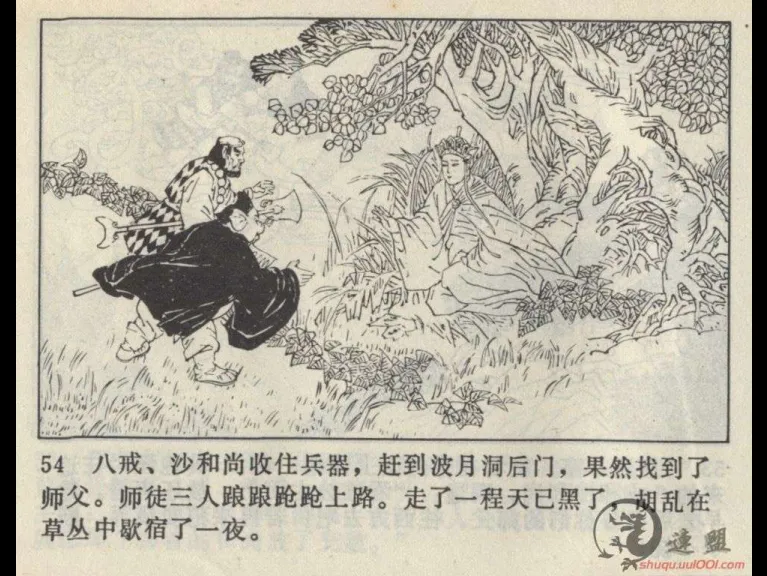 54 八戒、沙和尚收住兵器，赶到波月洞后门，果然找到了
师父。师徒三人踉踉跄跄上路。走了一程天已黑了，胡乱在
草丛中歇宿了一夜。
連盟
shuqu.uu1001.com